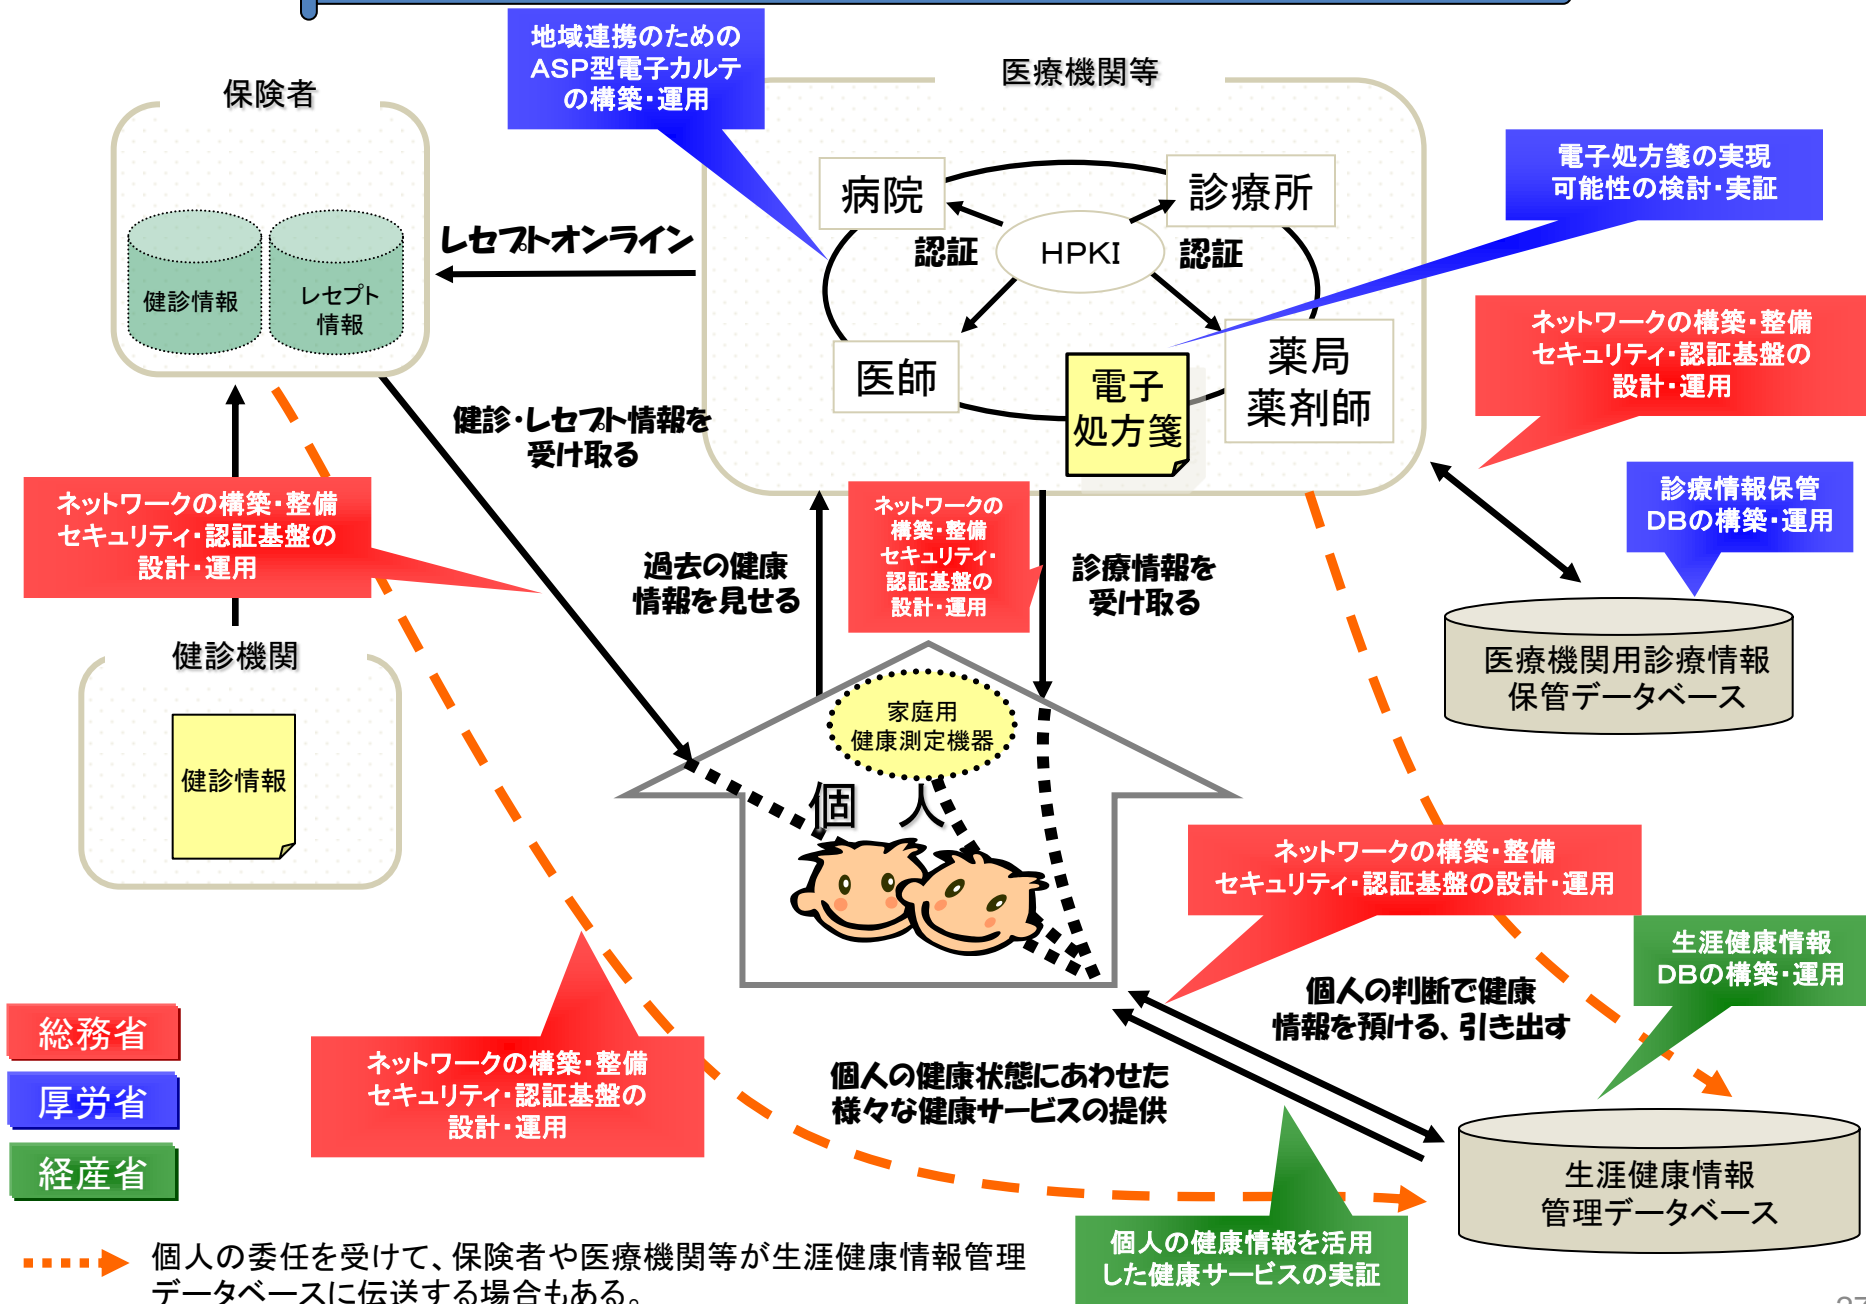 地域連携のための
ASP型電子カルテ
の構築・運用
医療機関等
保険者
電子処方箋の実現
可能性の検討・実証
病院
診療所
レセプトオンライン
認証
HPKI
認証
健診情報
レセプト
情報
ネットワークの構築・整備
セキュリティ・認証基盤の
設計・運用
医師
電子
処方箋
薬局
薬剤師
健診・レセプト情報を
受け取る
診療情報保管
DBの構築・運用
ネットワークの構築・整備
セキュリティ・認証基盤の
設計・運用
ネットワークの
構築・整備
セキュリティ・
認証基盤の
設計・運用
過去の健康
情報を見せる
診療情報を
受け取る
健診機関
医療機関用診療情報
保管データベース
健診情報
家庭用
健康測定機器
個 人
ネットワークの構築・整備
セキュリティ・認証基盤の設計・運用
生涯健康情報
DBの構築・運用
個人の判断で健康
情報を預ける、引き出す
総務省
厚労省
経産省
ネットワークの構築・整備
セキュリティ・認証基盤の
設計・運用
個人の健康状態にあわせた
様々な健康サービスの提供
生涯健康情報
管理データベース
個人の健康情報を活用
した健康サービスの実証
個人の委任を受けて、保険者や医療機関等が生涯健康情報管理
データベースに伝送する場合もある。